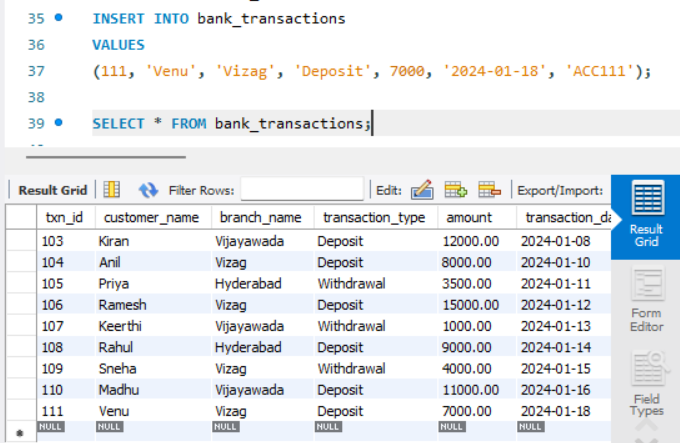 35 INSERT INTO bank_transactions
36 VALUES
37 (111, 'Venu', 'Vizag', 'Deposit', 7000, '2024-01-18', 'ACC111');
38
39 SELECT * FROM bank_transactions;
Result Grid Filter Rows: Edit: Export/Import:
txn_id customer_name branch_name transaction_type amount transaction_da
103 Kiran Vijayawada Deposit 12000.00 2024-01-08
104 Anil Vizag Deposit 8000.00 2024-01-10
105 Priya Hyderabad Withdrawal 3500.00 2024-01-11
106 Ramesh Vizag Deposit 15000.00 2024-01-12
107 Keerthi Vijayawada Withdrawal 1000.00 2024-01-13
108 Rahul Hyderabad Deposit 9000.00 2024-01-14
109 Sneha Vizag Withdrawal 4000.00 2024-01-15
110 Madhu Vijayawada Deposit 11000.00 2024-01-16
111 Venu Vizag Deposit 7000.00 2024-01-18
NULL NULL NULL NULL NULL NULL
Result
Grid
Form
Editor
Field
Types